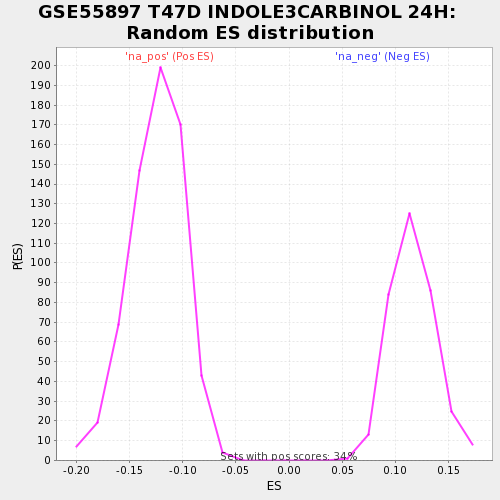 GSE55897 T47D INDOLE3CARBINOL 24H:
Random ES distribution
'na_pos' (Pos ES)
'na_neg' (Neg ES)
200
190
180
170
160
150
140
130
120
110
100
90
80
70
60
50
40
30
20
10
0
P(ES)
Sets with pos scores: 34%
-0.20 -0.15 -0.10 -0.05 0.00 0.05 0.10 0.15
ES